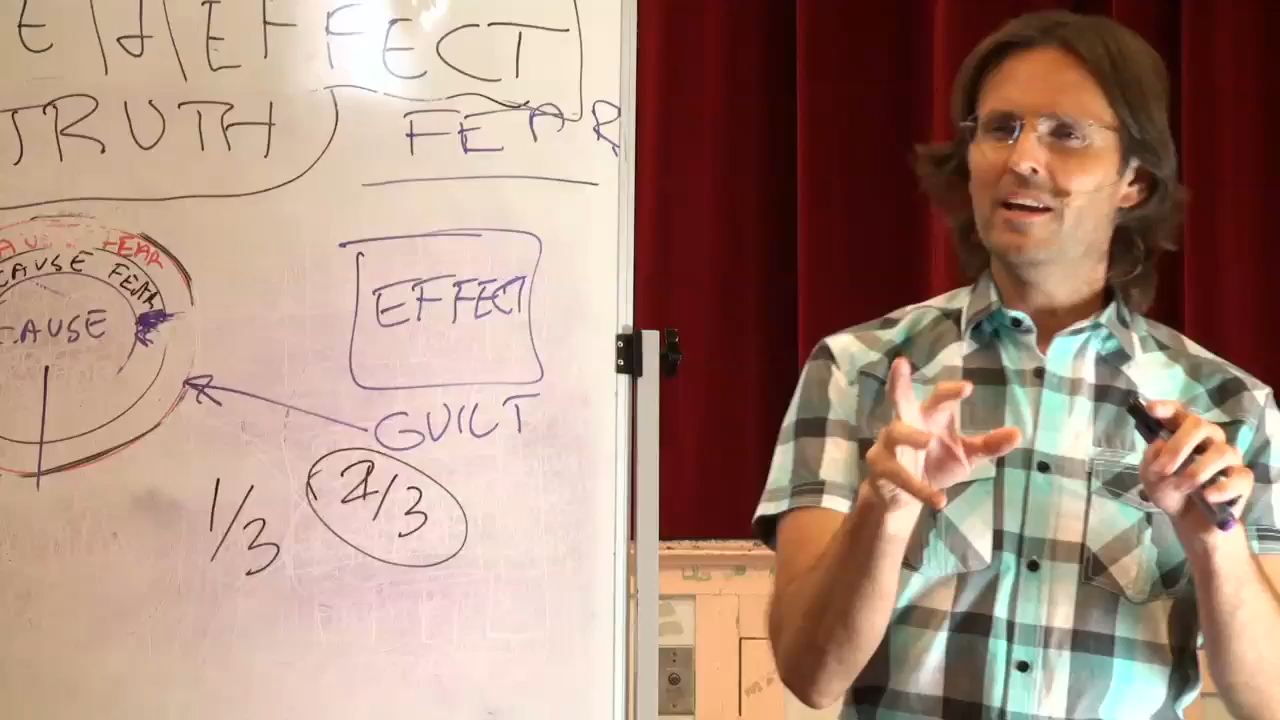 E & EFFECT
TRUTH
FEAR
FEAR
CAUSE FEAR
CAUSE
EFFECT
GUILT
1/3
2/3